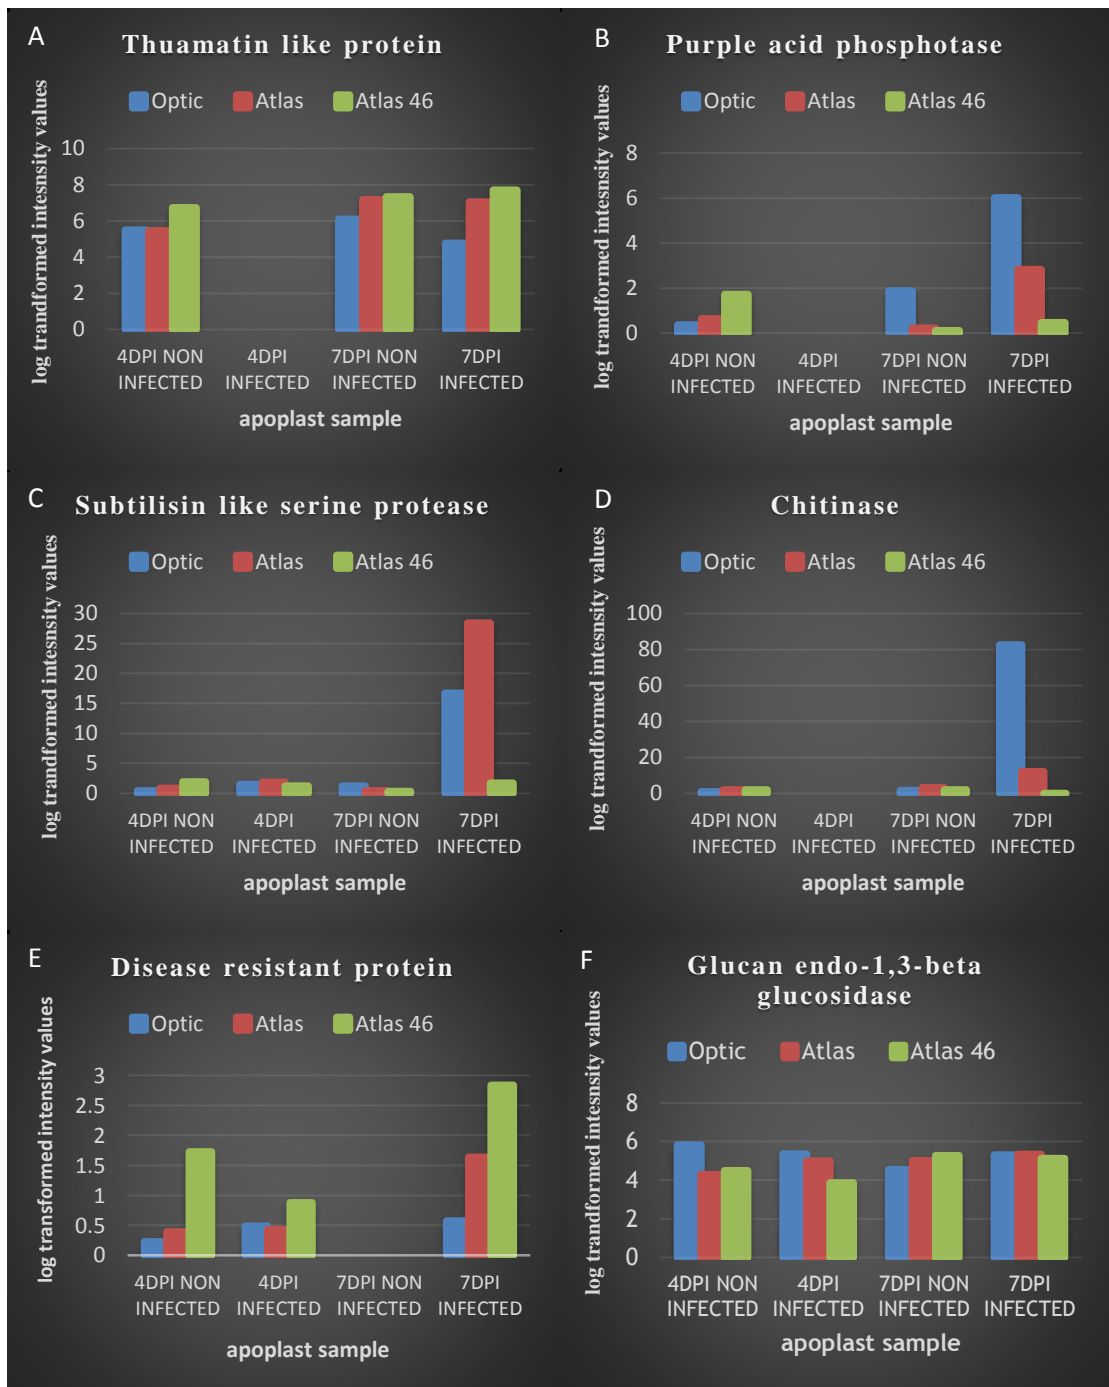 A
Thuamatin like protein
Optic Atlas Atlas 46
log trandformed intesnsity values
10
8
6
4
2
0
4DPI NON INFECTED
4DPI INFECTED
7DPI NON INFECTED
7DPI INFECTED
apoplast sample
B
Purple acid phosphotase
Optic Atlas Atlas 46
log trandformed intesnsity values
8
6
4
2
0
4DPI NON INFECTED
4DPI INFECTED
7DPI NON INFECTED
7DPI INFECTED
apoplast sample
C
Subtilisin like serine protease
Optic Atlas Atlas 46
log trandformed intesnsity values
30
25
20
15
10
5
0
4DPI NON INFECTED
4DPI INFECTED
7DPI NON INFECTED
7DPI INFECTED
apoplast sample
D
Chitinase
Optic Atlas Atlas 46
log trandformed intesnsity values
100
80
60
40
20
0
4DPI NON INFECTED
4DPI INFECTED
7DPI NON INFECTED
7DPI INFECTED
apoplast sample
E
Disease resistant protein
Optic Atlas Atlas 46
log transformed intensity values
3
2.5
2
1.5
1
0.5
0
4DPI NON INFECTED
4DPI INFECTED
7DPI NON INFECTED
7DPI INFECTED
apoplast sample
F
Glucan endo-1,3-beta
glucosidase
Optic Atlas Atlas 46
log trandformed intesnsity values
8
6
4
2
0
4DPI NON INFECTED
4DPI INFECTED
7DPI NON INFECTED
7DPI INFECTED
apoplast sample